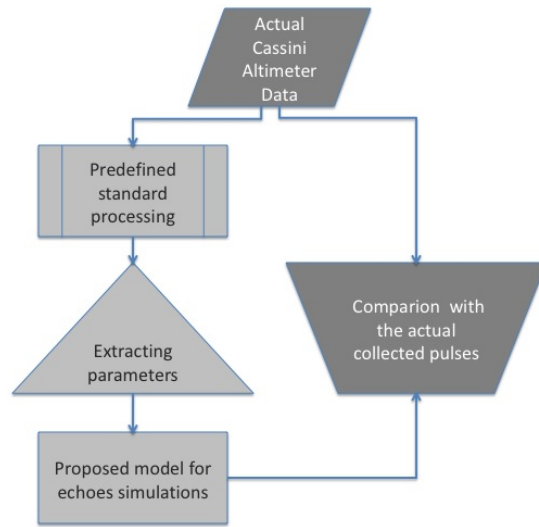 Actual
Cassini
Altimeter
Data
Predefined
standard
processing
Extracting
parameters
Proposed model for
echoes simulations
Comparion with
the actual
collected pulses